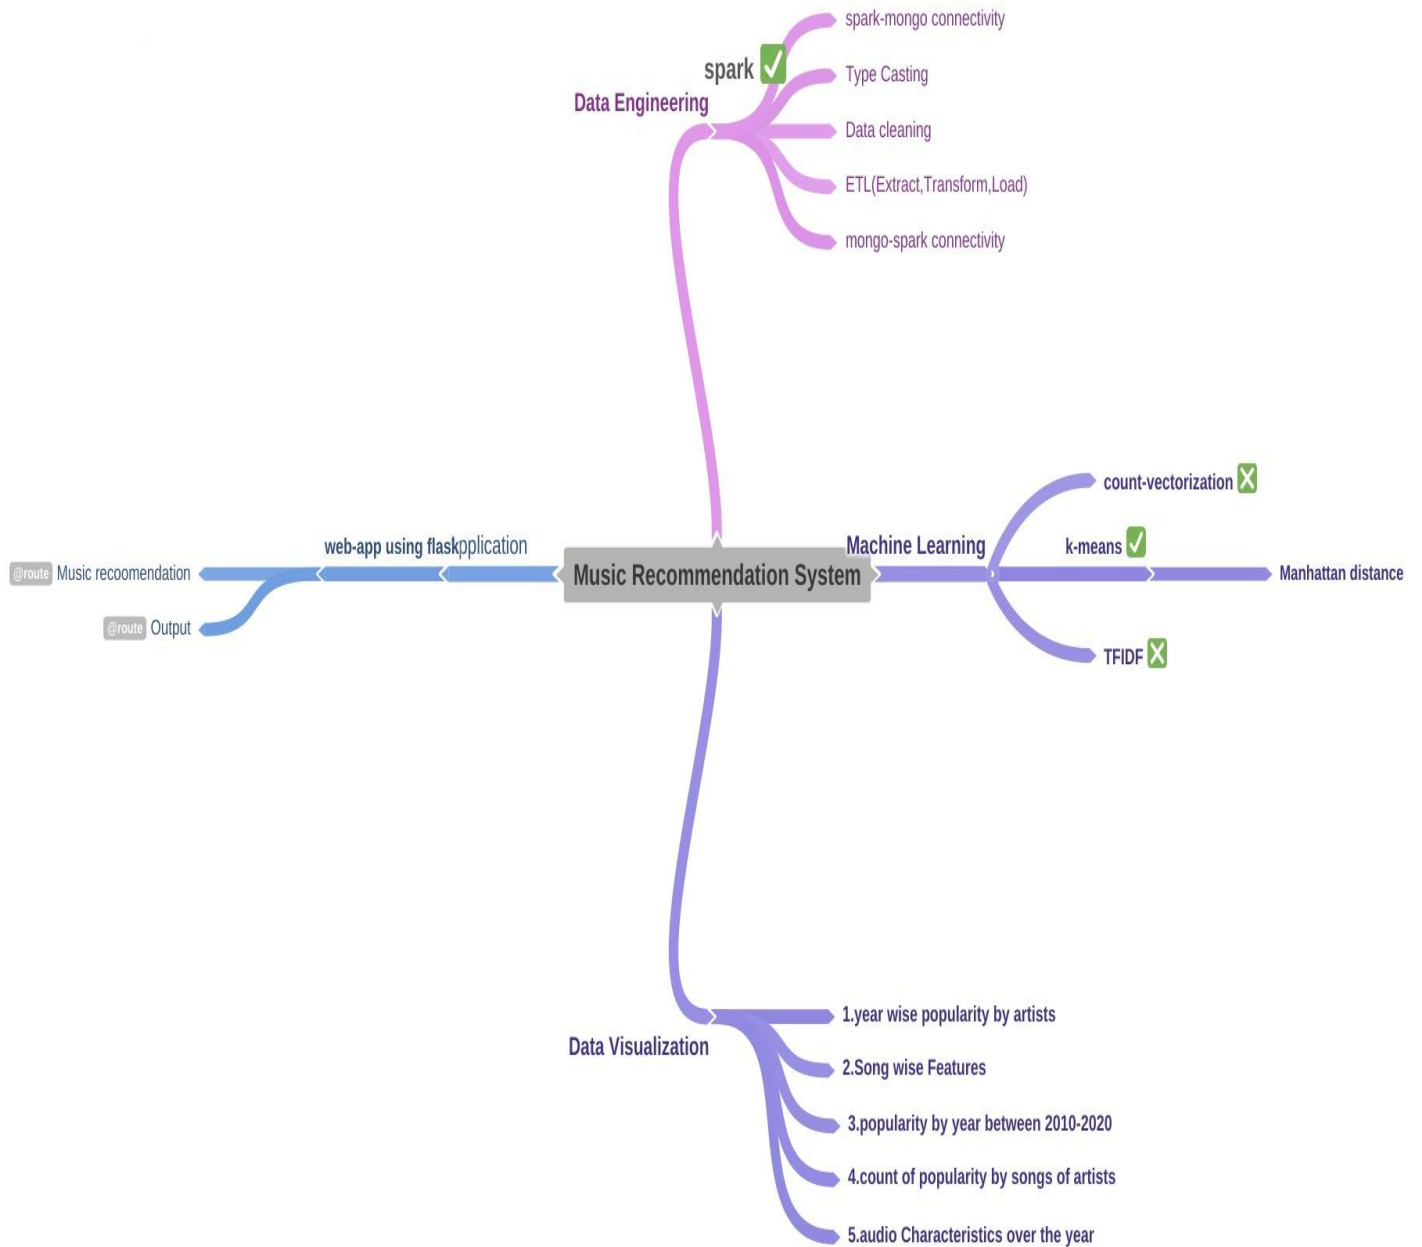 spark-mongo connectivity
spark ✅
Type Casting
Data Engineering
Data cleaning
ETL(Extract,Transform,Load)
mongo-spark connectivity
count-vectorization ❎
web-app using flaskpplication
Machine Learning
k-means ✅
@route Music recoomendation
Music Recommendation System
Manhattan distance
@route Output
TFIDF ❎
1.year wise popularity by artists
Data Visualization
2.Song wise Features
3.popularity by year between 2010-2020
4.count of popularity by songs of artists
5.audio Characteristics over the year